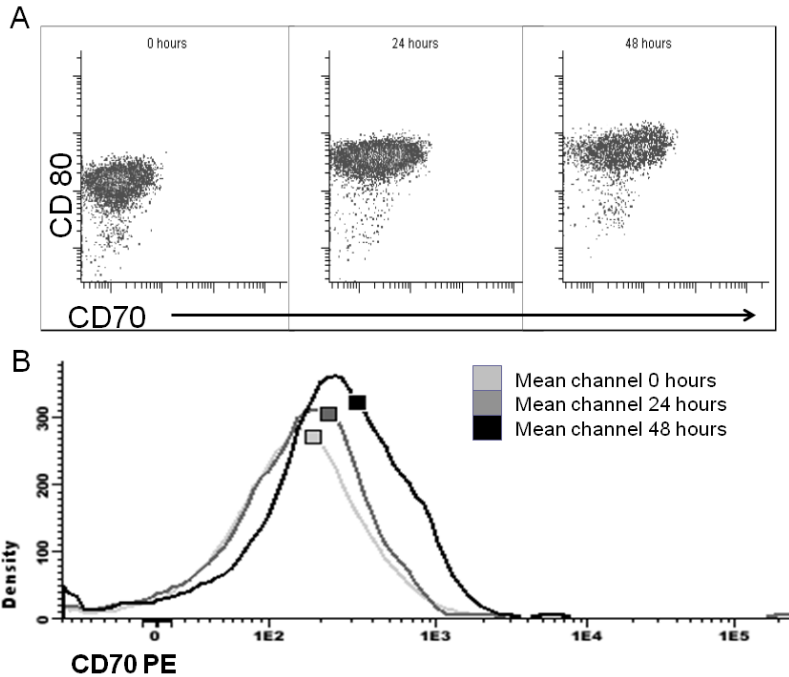 A
0 hours
24 hours
48 hours
CD 80
CD70
B
Mean channel 0 hours
Mean channel 24 hours
Mean channel 48 hours
300
200
100
0
Density
0
1E2
1E3
1E4
1E5
CD70 PE